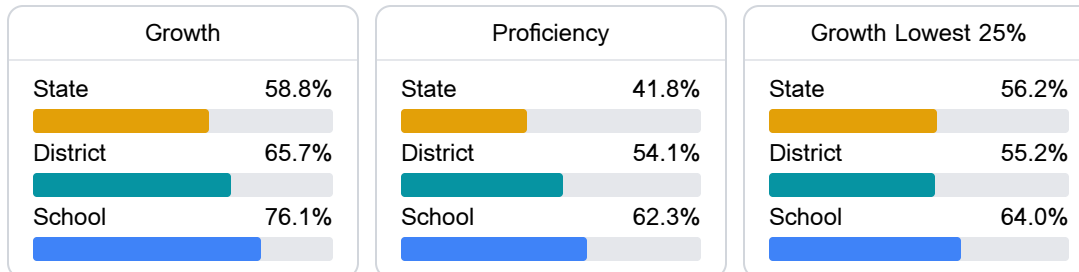 Growth
State 58.8%
District 65.7%
School 76.1%
Proficiency
State 41.8%
District 54.1%
School 62.3%
Growth Lowest 25%
State 56.2%
District 55.2%
School 64.0%